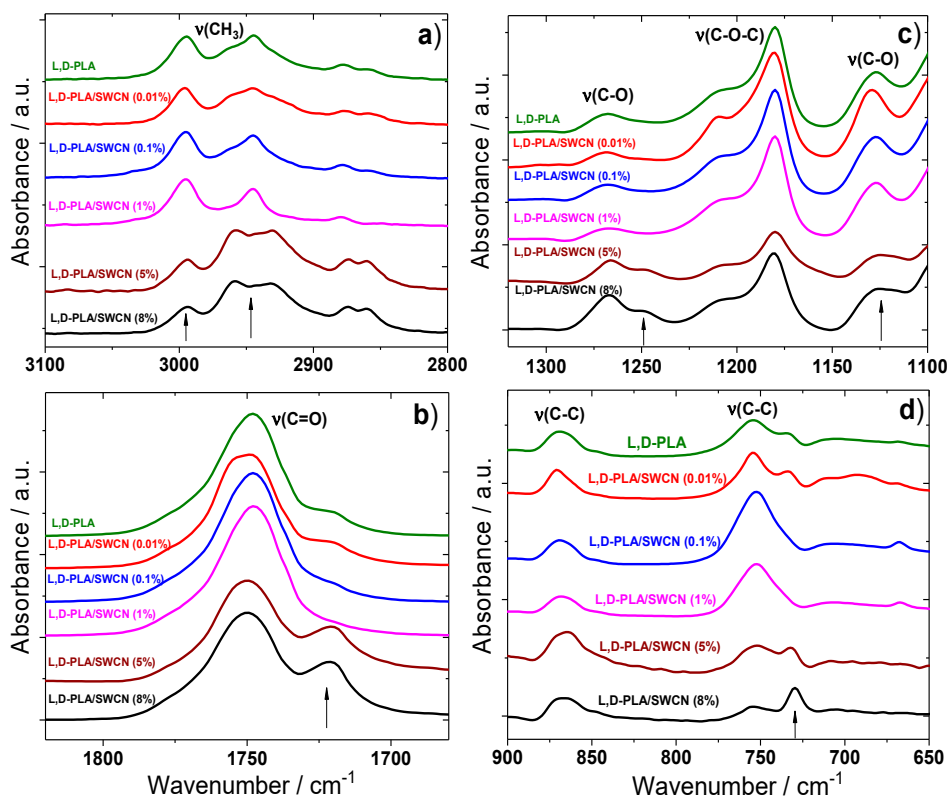 a)
ν(CH3)
L,D-PLA
L,D-PLA/SWCN (0.01%)
L,D-PLA/SWCN (0.1%)
L,D-PLA/SWCN (1%)
L,D-PLA/SWCN (5%)
L,D-PLA/SWCN (8%)
Absorbance / a.u.
3100 3000 2900 2800
c)
ν(C-O-C)
ν(C-O)
ν(C-O)
L,D-PLA
L,D-PLA/SWCN (0.01%)
L,D-PLA/SWCN (0.1%)
L,D-PLA/SWCN (1%)
L,D-PLA/SWCN (5%)
L,D-PLA/SWCN (8%)
Absorbance / a.u.
1300 1250 1200 1150 1100
b)
ν(C=O)
L,D-PLA
L,D-PLA/SWCN (0.01%)
L,D-PLA/SWCN (0.1%)
L,D-PLA/SWCN (1%)
L,D-PLA/SWCN (5%)
L,D-PLA/SWCN (8%)
Absorbance / a.u.
1800 1750 1700
Wavenumber / cm-1
d)
ν(C-C)
ν(C-C)
L,D-PLA
L,D-PLA/SWCN (0.01%)
L,D-PLA/SWCN (0.1%)
L,D-PLA/SWCN (1%)
L,D-PLA/SWCN (5%)
L,D-PLA/SWCN (8%)
Absorbance / a.u.
900 850 800 750 700 650
Wavenumber / cm-1